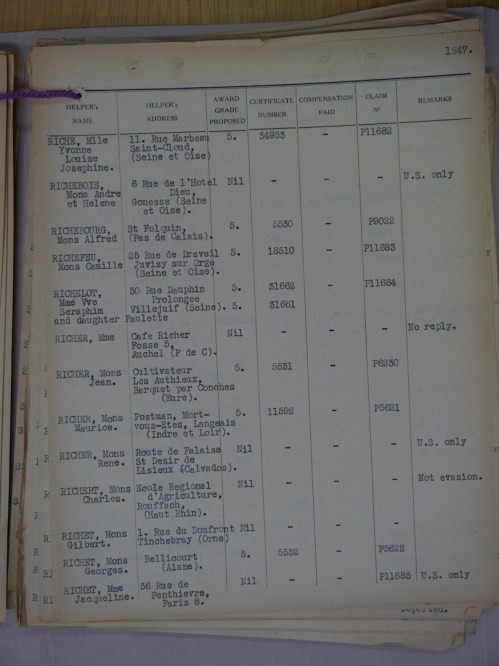 1247.
HELPER's NAME HELPER's ADDRESS AWARD GRADE PROPOSED CERTIFICATE NUMBER COMPENSATION PAID CLAIM Nº REMARKS
RICHE, Mlle 11. Rue Marbeau 5. 34953 - P11682
Yvonne Saint-Cloud,
Louise (Seine et Oise)
Josephine.
RICHEBOIS, 6 Rue de l'Hotel Nil - - - U.S. only
Mons Andre Dieu,
et Helene Gonesse (Seine
et Oise).
RICHEBOURG, St Folquin, 5. 5530 - P9022
Mons Alfred (Pas de Calais).
RICHEFEU, 25 Rue de Draveil 5. 18510 - P11683
Mons Camille Juvisy sur Orge
(Seine et Oise)
RICHELOT, 30 Rue Dauphin 5. 31662 - P11684
Mme Vve Prolongee
Seraphim Villejuif (Seine). 5. 31661
and daughter Paulette
RICHER, Mme Cafe Richer Nil - - - No reply.
Fosse 5,
Auchel (P de C).
RICHER, Mons Cultivateur 5. 5531 - P6230
Jean. Les Authieux,
Barquet par Conches
(Eure).
RICHER, Mons Postman, Mort- 5. 11592 - P5621
Maurice. vous-Etes, Langeais
(Indre et Loir).
RICHER, Mons Route de Falaise Nil - - - U.S. only
Rene. St Desir de
Lisieux (Calvados).
RICHERT, Mons Ecole Regional Nil - - - Not evasion.
Charles. d'Agriculture,
Rouffach,
(Haut Rhin).
RICHET, Mons 1. Rue du Domfront Nil - - -
Gilbert. Tinchebray (Orne)
RICHET, Mons Bellicourt 5. 5532 - P5622
Georges. (Aisne).
RICHET, Mme 36 Rue de Nil - - P11685 U.S. only
Jacqueline. Penthievre,
Paris 8.